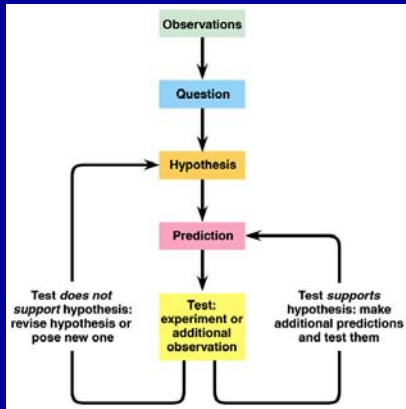 Observations
Question
Hypothesis
Prediction
Test:
experiment or
additional
observation
Test does not
support hypothesis:
revise hypothesis or
pose new one
Test supports
hypothesis: make
additional predictions
and test them